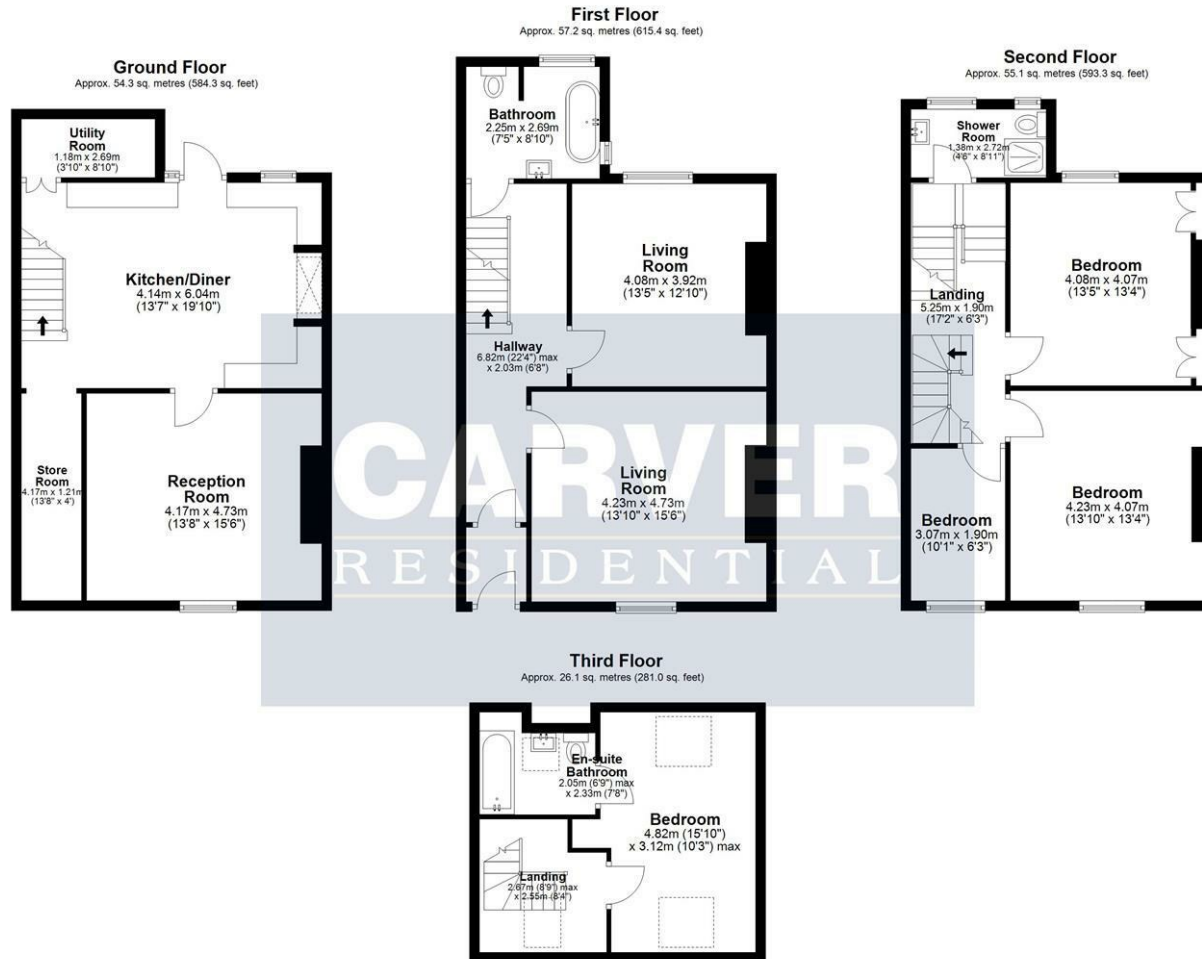 Ground Floor
Approx. 54.3 sq. metres (584.3 sq. feet)
Utility
Room
1.18m x 2.69m
(3'10" x 8'10")
Kitchen/Diner
4.14m x 6.04m
(13'7" x 19'10")
Store
Room
4.17m x 1.21m
(13'8" x 4')
Reception
Room
4.17m x 4.73m
(13'8" x 15'6")
First Floor
Approx. 57.2 sq. metres (615.4 sq. feet)
Bathroom
2.25m x 2.69m
(7'5" x 8'10")
Living
Room
4.08m x 3.92m
(13'5" x 12'10")
Hallway
6.82m (22'4") max
x 2.03m (6'8")
Living
Room
4.23m x 4.73m
(13'10" x 15'6")
Second Floor
Approx. 55.1 sq. metres (593.3 sq. feet)
Shower
Room
1.38m x 2.72m
(4'6" x 8'11")
Bedroom
4.08m x 4.07m
(13'5" x 13'4")
Landing
5.25m x 1.90m
(17'2" x 6'3")
Bedroom
4.23m x 4.07m
(13'10" x 13'4")
Bedroom
3.07m x 1.90m
(10'1" x 6'3")
CARVER
RESIDENTIAL
Third Floor
Approx. 26.1 sq. metres (281.0 sq. feet)
En-suite
Bathroom
2.05m (6'9") max
x 2.33m (7'8")
Bedroom
4.82m (15'10")
x 3.12m (10'3") max
Landing
2.67m (8'9") max
x 2.55m (8'4")